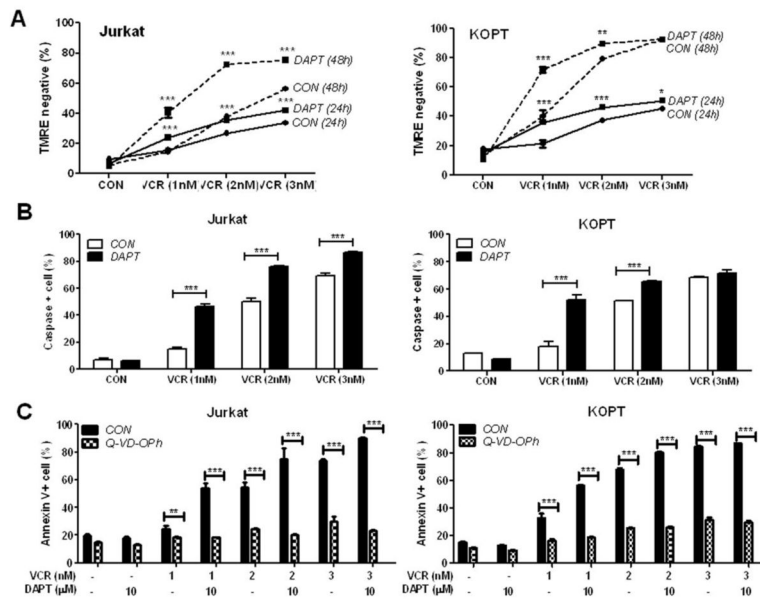 A
Jurkat
TMRE negative (%)
100
80
60
40
20
0
***
***
***
***
***
***
DAPT (48h)
CON (48h)
DAPT (24h)
CON (24h)
CON
VCR (1nM)
VCR (2nM)
VCR (3nM)
KOPT
TMRE negative (%)
100
80
60
40
20
0
***
**
***
***
*
DAPT (48h)
CON (48h)
DAPT (24h)
CON (24h)
CON
VCR (1nM)
VCR (2nM)
VCR (3nM)
B
Jurkat
Caspase + cell (%)
100
80
60
40
20
0
CON
DAPT
***
***
***
CON
VCR (1nM)
VCR (2nM)
VCR (3nM)
KOPT
Caspase + cell (%)
100
80
60
40
20
0
CON
DAPT
***
***
CON
VCR (1nM)
VCR (2nM)
VCR (3nM)
C
Jurkat
Annexin V+ cell (%)
100
80
60
40
20
0
CON
Q-VD-OPh
**
***
***
***
***
***
VCR (nM) - - 1 1 2 2 3 3
DAPT (µM) - 10 - 10 - 10 - 10
KOPT
Annexin V+ cell (%)
100
80
60
40
20
0
CON
Q-VD-OPh
***
***
***
***
***
***
VCR (nM) - - 1 1 2 2 3 3
DAPT (µM) - 10 - 10 - 10 - 10